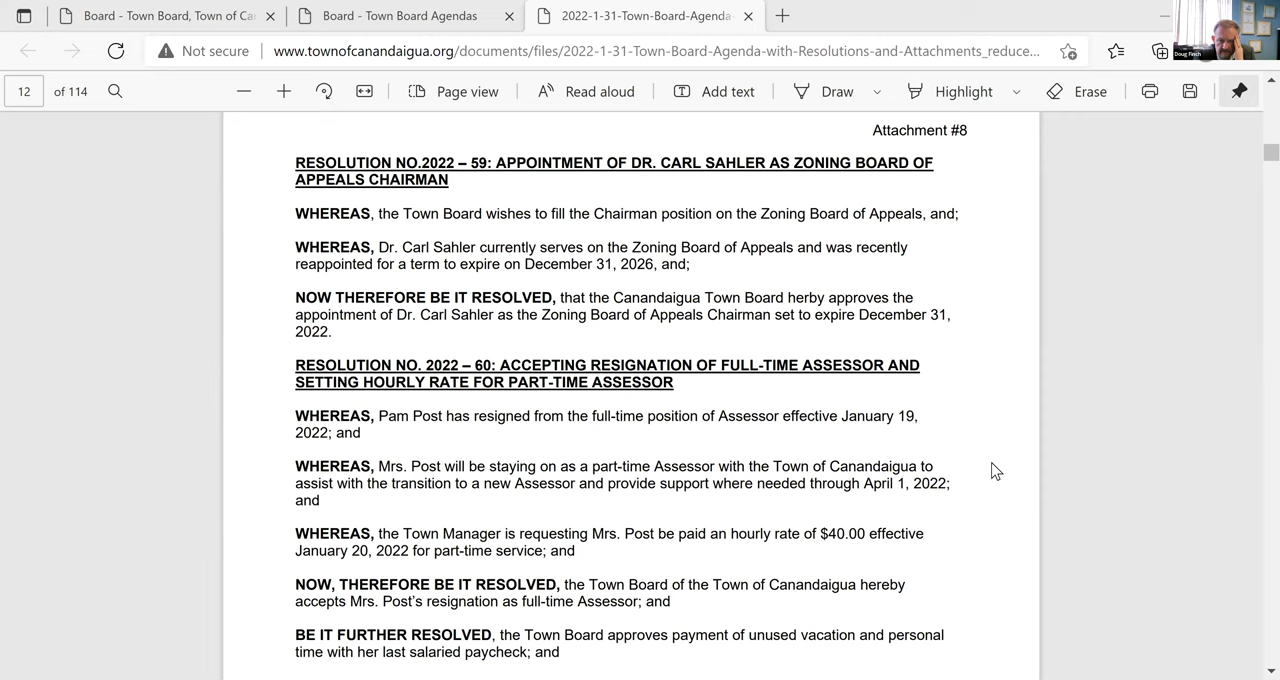 Board - Town Board, Town of Ca
Board - Town Board Agendas
2022-1-31-Town-Board-Agenda-
Not secure
www.townofcanandaigua.org/documents/files/2022-1-31-Town-Board-Agenda-with-Resolutions-and-Attachments_reduce...
Doug Finch
12 of 114
Page view
Read aloud
Add text
Draw
Highlight
Erase
Attachment #8
RESOLUTION NO.2022 – 59: APPOINTMENT OF DR. CARL SAHLER AS ZONING BOARD OF
APPEALS CHAIRMAN
WHEREAS, the Town Board wishes to fill the Chairman position on the Zoning Board of Appeals, and;
WHEREAS, Dr. Carl Sahler currently serves on the Zoning Board of Appeals and was recently
reappointed for a term to expire on December 31, 2026, and;
NOW THEREFORE BE IT RESOLVED, that the Canandaigua Town Board herby approves the
appointment of Dr. Carl Sahler as the Zoning Board of Appeals Chairman set to expire December 31,
2022.
RESOLUTION NO. 2022 – 60: ACCEPTING RESIGNATION OF FULL-TIME ASSESSOR AND
SETTING HOURLY RATE FOR PART-TIME ASSESSOR
WHEREAS, Pam Post has resigned from the full-time position of Assessor effective January 19,
2022; and
WHEREAS, Mrs. Post will be staying on as a part-time Assessor with the Town of Canandaigua to
assist with the transition to a new Assessor and provide support where needed through April 1, 2022;
and
WHEREAS, the Town Manager is requesting Mrs. Post be paid an hourly rate of $40.00 effective
January 20, 2022 for part-time service; and
NOW, THEREFORE BE IT RESOLVED, the Town Board of the Town of Canandaigua hereby
accepts Mrs. Post's resignation as full-time Assessor; and
BE IT FURTHER RESOLVED, the Town Board approves payment of unused vacation and personal
time with her last salaried paycheck; and